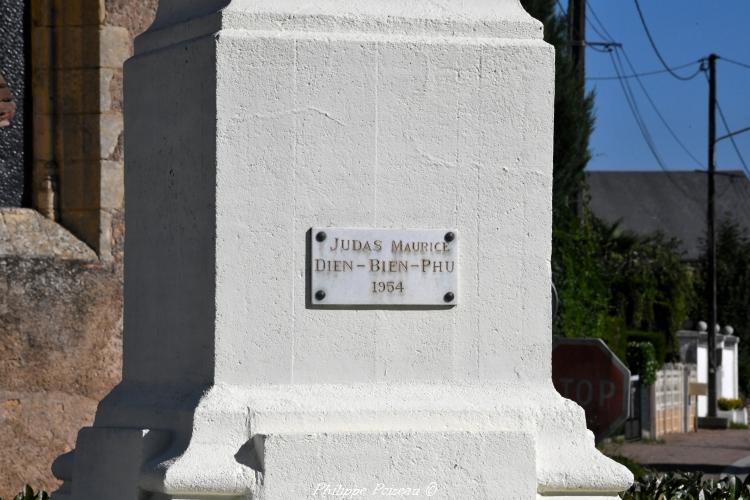 JUDAS MAURICE
DIEN-BIEN-PHU
1954
STOP
Philippe Poiseau ©